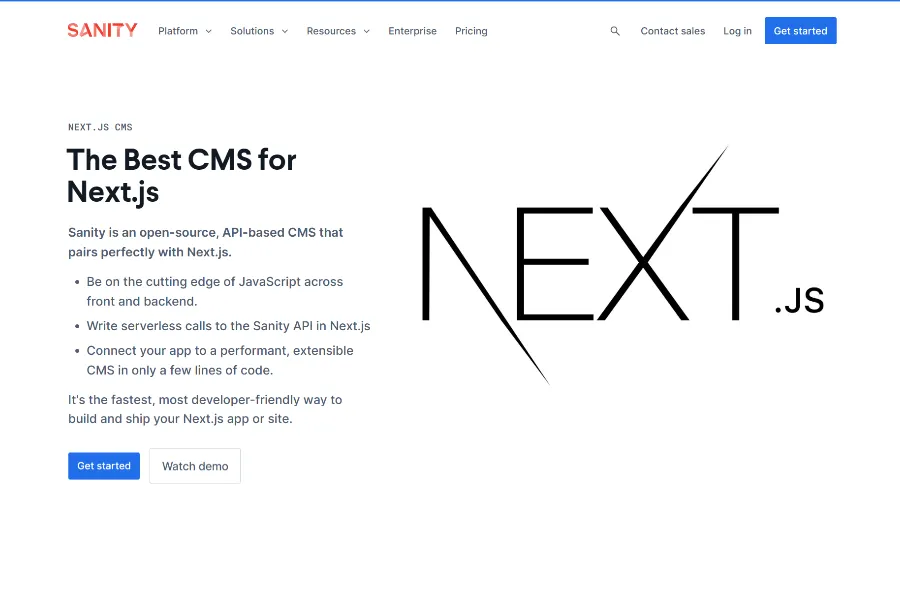 SANITY Platform Solutions Resources Enterprise Pricing Contact sales Log in Get started
NEXT.JS CMS
The Best CMS for
Next.js
Sanity is an open-source, API-based CMS that
pairs perfectly with Next.js.
• Be on the cutting edge of JavaScript across
front and backend.
• Write serverless calls to the Sanity API in Next.js
• Connect your app to a performant, extensible
CMS in only a few lines of code.
It's the fastest, most developer-friendly way to
build and ship your Next.js app or site.
Get started Watch demo
NEXT.JS